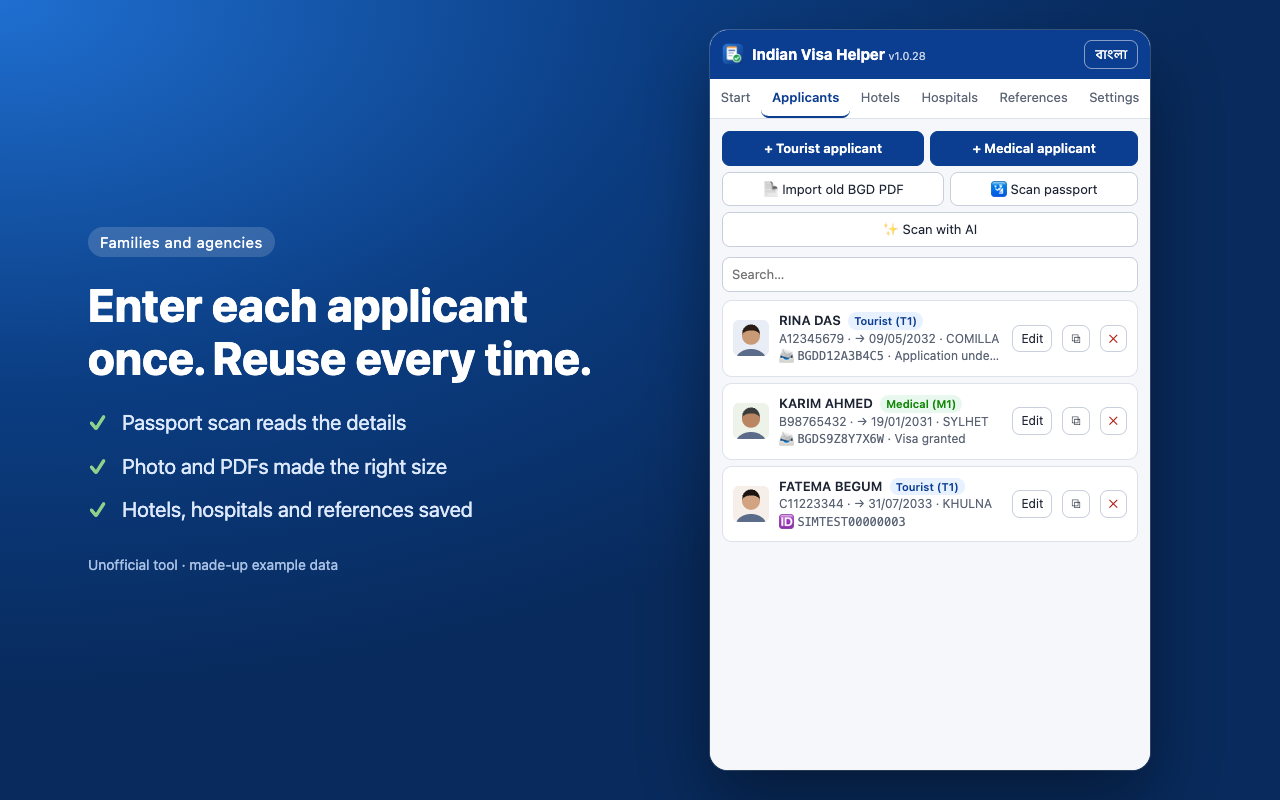 Families and agencies
Enter each applicant
once. Reuse every time.
Passport scan reads the details
Photo and PDFs made the right size
Hotels, hospitals and references saved
Unofficial tool · made-up example data
Indian Visa Helper v1.0.28
বাংলা
Start Applicants Hotels Hospitals References Settings
+ Tourist applicant + Medical applicant
Import old BGD PDF Scan passport
✨ Scan with AI
Search...
RINA DAS Tourist (T1)
A12345679 · → 09/05/2032 · COMILLA
BGDD12A3B4C5 · Application unde...
Edit
KARIM AHMED Medical (M1)
B98765432 · → 19/01/2031 · SYLHET
BGDS9Z8Y7X6W · Visa granted
Edit
FATEMA BEGUM Tourist (T1)
C11223344 · → 31/07/2033 · KHULNA
🆔 SIMTEST00000003
Edit